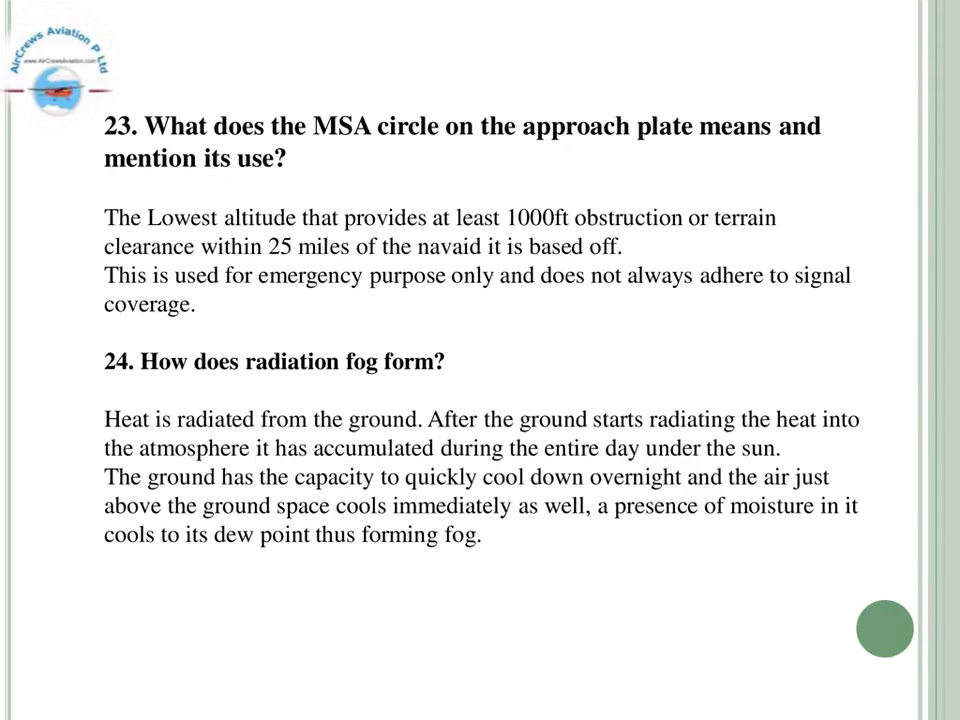 AirCrews Aviation P Ltd
www.AirCrewsAviation.com
23. What does the MSA circle on the approach plate means and
mention its use?
The Lowest altitude that provides at least 1000ft obstruction or terrain
clearance within 25 miles of the navaid it is based off.
This is used for emergency purpose only and does not always adhere to signal
coverage.
24. How does radiation fog form?
Heat is radiated from the ground. After the ground starts radiating the heat into
the atmosphere it has accumulated during the entire day under the sun.
The ground has the capacity to quickly cool down overnight and the air just
above the ground space cools immediately as well, a presence of moisture in it
cools to its dew point thus forming fog.